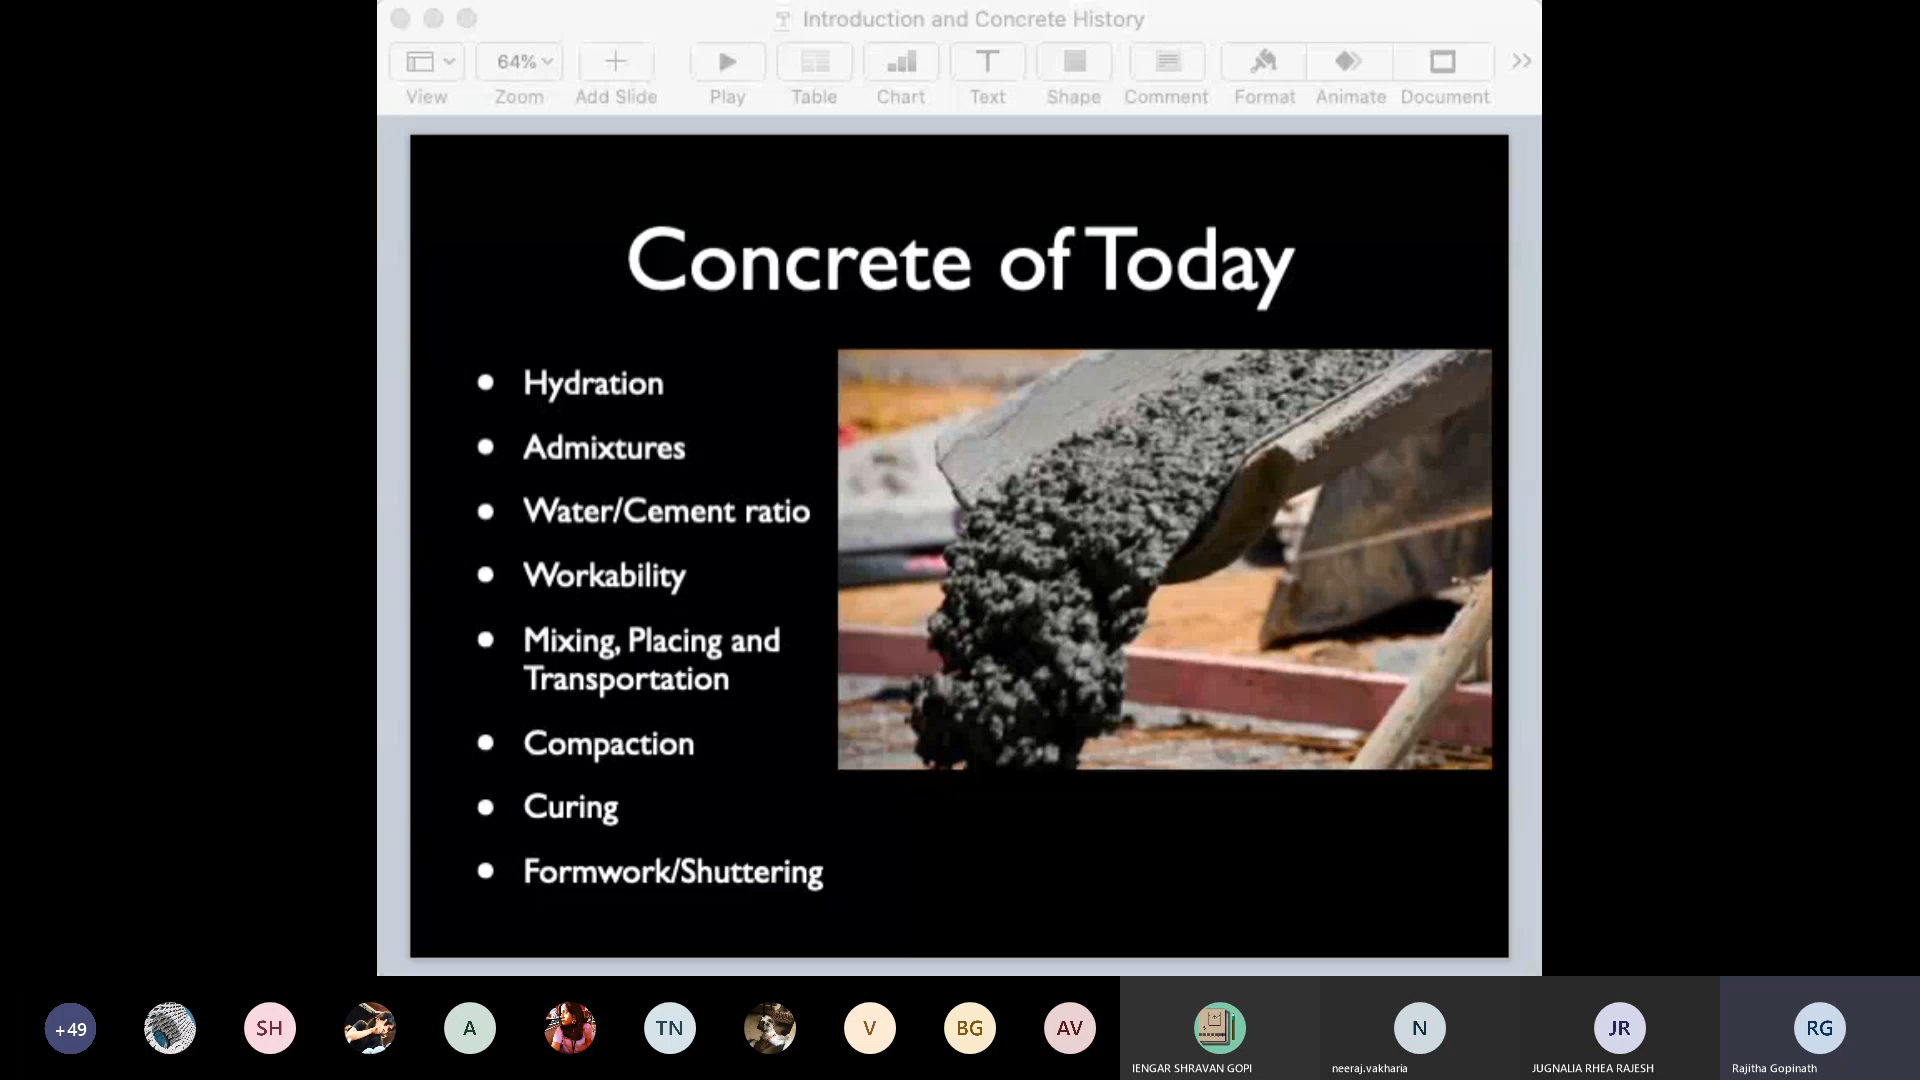 Introduction and Concrete History
64%
View Zoom Add Slide Play Table Chart Text Shape Comment Format Animate Document
Concrete of Today
Hydration
Admixtures
Water/Cement ratio
Workability
Mixing, Placing and
Transportation
Compaction
Curing
Formwork/Shuttering
+49 SH A TN V BG AV N JR RG
IENGAR SHRAVAN GOPI neeraj.vakharia JUGNALIA RHEA RAJESH Rajitha Gopinath